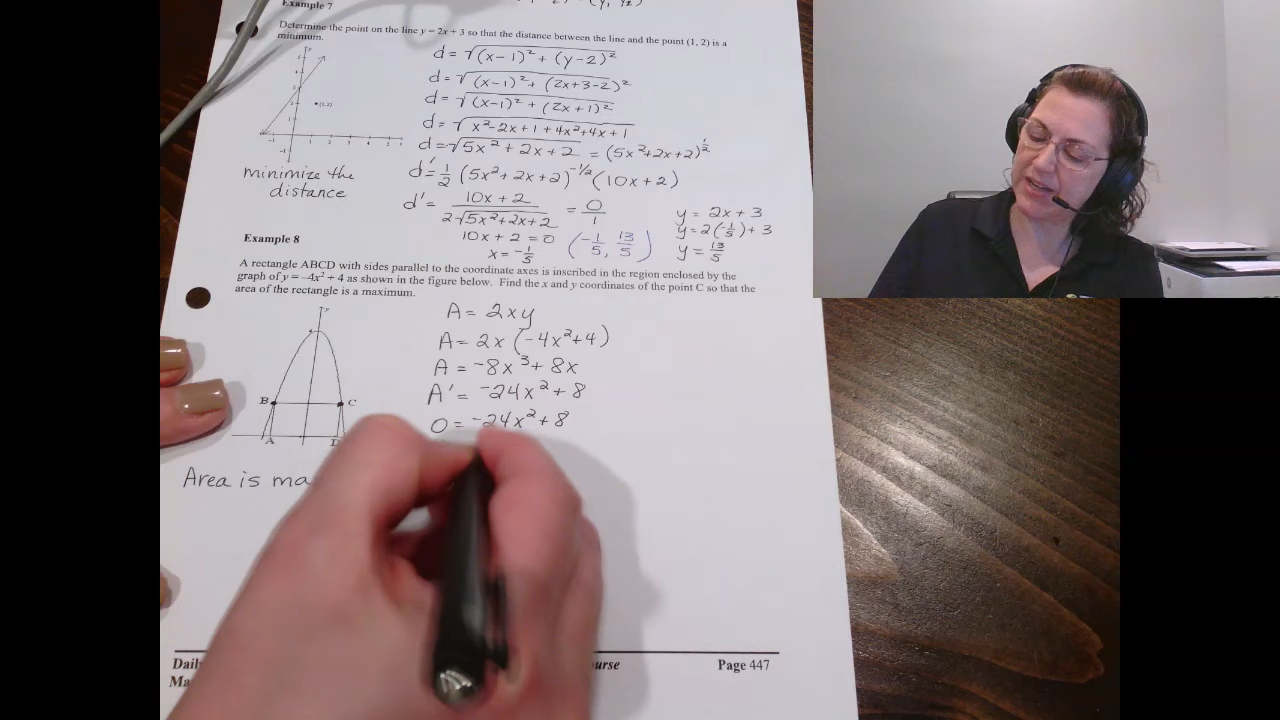 Example 7
Determine the point on the line y = 2x + 3 so that the distance between the line and the point (1, 2) is a
minimum.
(1,2)
d = √(x-1)² + (y-2)²
d = √(x-1)² + (2x+3-2)²
d = √(x-1)² + (2x+1)²
d = √x²-2x+1+4x²+4x+1
d = √5x²+2x+2 = (5x²+2x+2)^1/2
minimize the
distance
d' = 1/2 (5x²+2x+2)^-1/2 (10x+2)
d' = 10x+2 / 2√5x²+2x+2 = 0/1
10x+2=0
x = -1/5
(-1/5, 13/5)
y = 2x+3
y = 2(-1/5)+3
y = 13/5
Example 8
A rectangle ABCD with sides parallel to the coordinate axes is inscribed in the region enclosed by the
graph of y = -4x² + 4 as shown in the figure below. Find the x and y coordinates of the point C so that the
area of the rectangle is a maximum.
y
B C
A D
A = 2xy
A = 2x(-4x²+4)
A = -8x³+8x
A' = -24x²+8
0 = -24x²+8
Area is ma
urse
Page 447